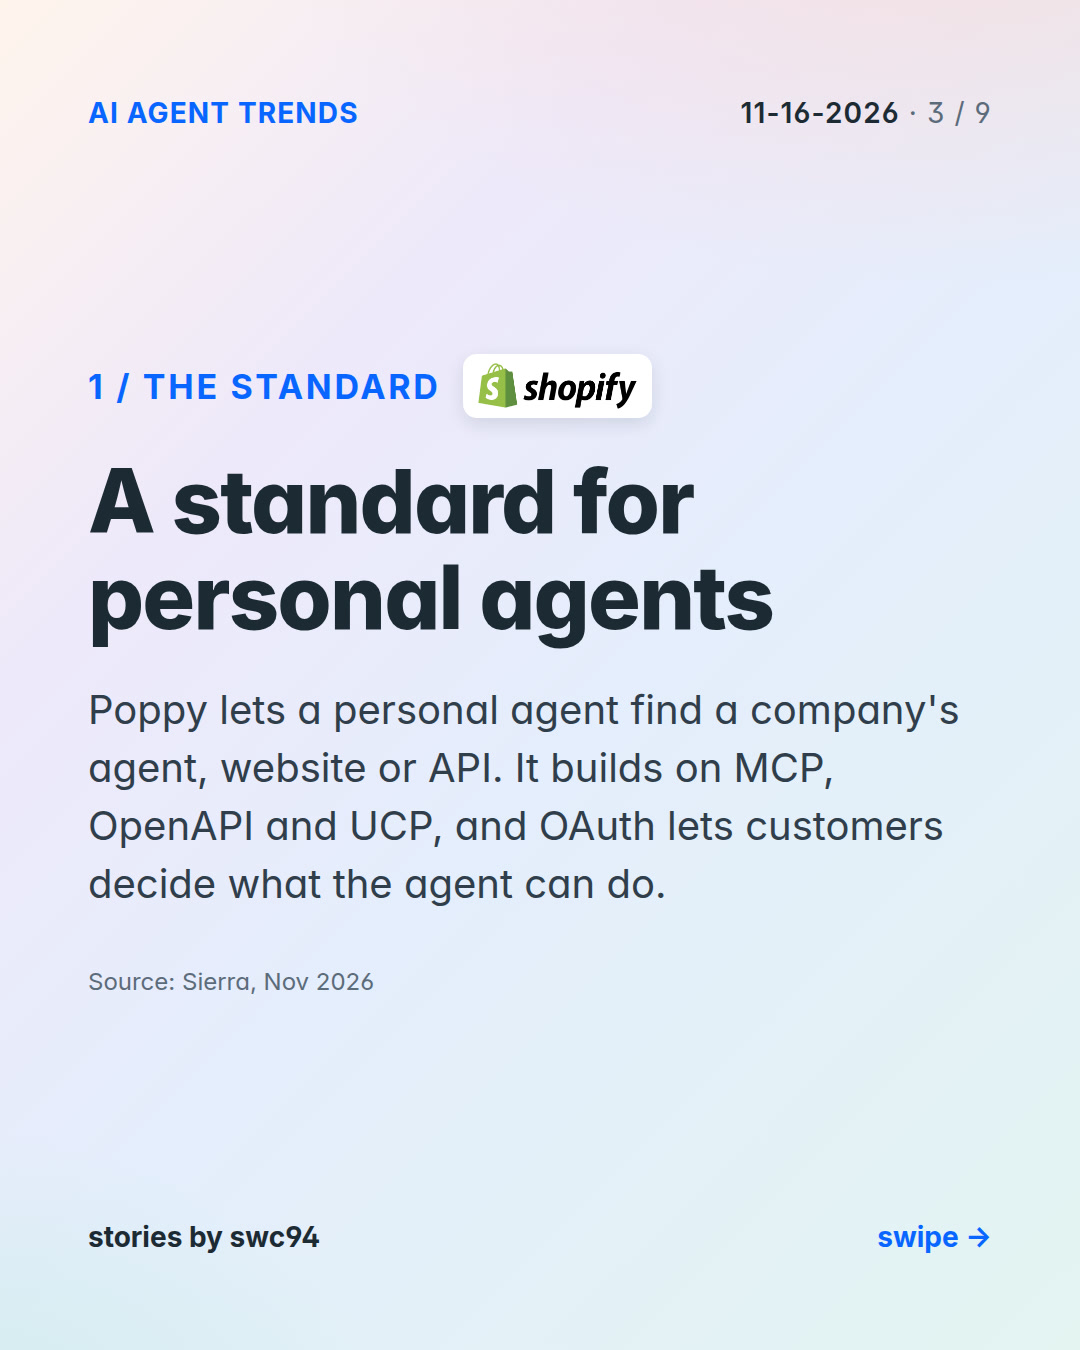 AI AGENT TRENDS
11-16-2026 · 3 / 9
1 / THE STANDARD
shopify
A standard for
personal agents
Poppy lets a personal agent find a company's
agent, website or API. It builds on MCP,
OpenAPI and UCP, and OAuth lets customers
decide what the agent can do.
Source: Sierra, Nov 2026
stories by swc94
swipe →